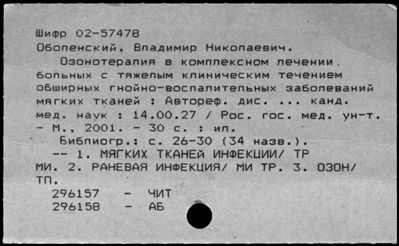 Шифр 02-57478
Оболенский, Владимир Николаевич.
Озонотерапия в комплексном лечении
больных с тяжелым клиническим течением
обширных гнойно-воспалительных заболеваний
мягких тканей : Автореф. дис. ... канд.
мед. наук : 14.00.27 / Рос. гос. мед. ун-т.
- М., 2001. - 30 с. : ил.
Библиогр.: с. 26-30 (34 назв.).
-- 1. МЯГКИХ ТКАНЕЙ ИНФЕКЦИИ/ ТР
МИ. 2. РАНЕВАЯ ИНФЕКЦИЯ/ МИ ТР. 3. ОЗОН/
ТП.
296157 - ЧИТ
296158 - АБ